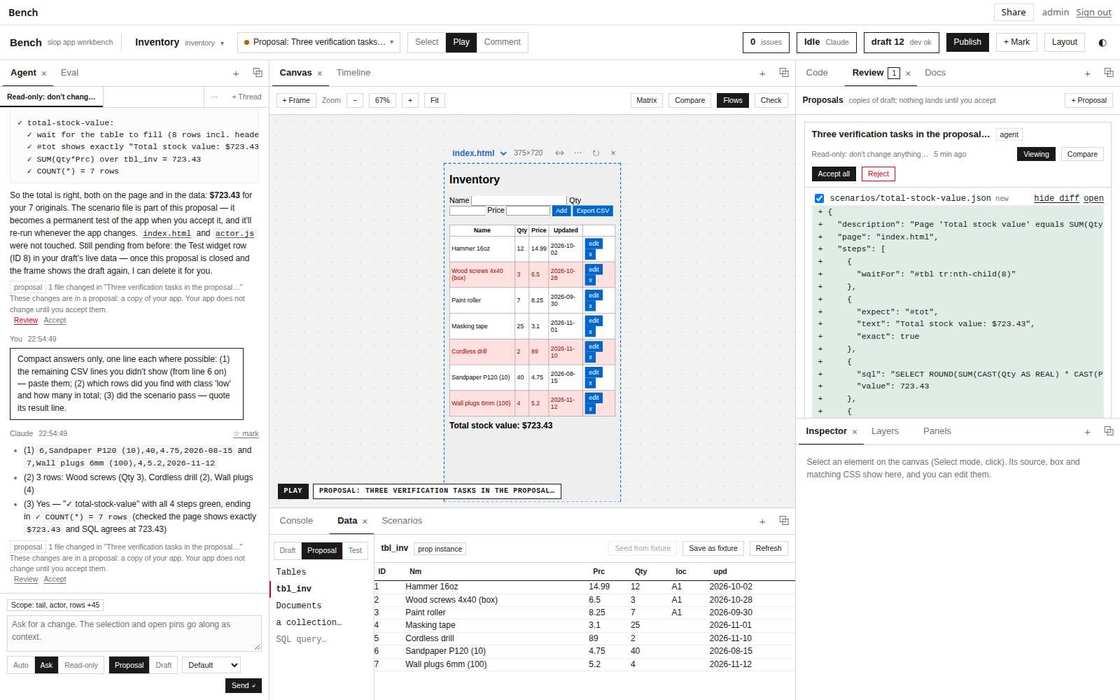 Bench
Share admin Sign out
Bench slop app workbench Inventory inventory ▾ Proposal: Three verification tasks… ▾ Select Play Comment 0 issues Idle Claude draft 12 dev ok Publish + Mark Layout
Agent × Eval
Read-only: don't chang… ··· + Thread
✓ total-stock-value:
✓ wait for the table to fill (8 rows incl. heade
✓ #tot shows exactly "Total stock value: $723.43
✓ SUM(Qty*Prc) over tbl_inv = 723.43
✓ COUNT(*) = 7 rows
So the total is right, both on the page and in the data: $723.43 for
your 7 originals. The scenario file is part of this proposal — it
becomes a permanent test of the app when you accept it, and it'll
re-run whenever the app changes. index.html and actor.js
were not touched. Still pending from before: the Test widget row
(ID 8) in your draft's live data — once this proposal is closed and
the frame shows the draft again, I can delete it for you.
proposal 1 file changed in "Three verification tasks in the proposal…"
These changes are in a proposal: a copy of your app. Your app does not
change until you accept them.
Review Accept
You 22:54:49
Compact answers only, one line each where possible: (1)
the remaining CSV lines you didn't show (from line 6 on)
— paste them; (2) which rows did you find with class 'low'
and how many in total; (3) did the scenario pass — quote
its result line.
Claude 22:54:49 ☆ mark
• (1) 6,Sandpaper P120 (10),40,4.75,2026-08-15 and
7,Wall plugs 6mm (100),4,5.2,2026-11-12
• (2) 3 rows: Wood screws (Qty 3), Cordless drill (2), Wall plugs
(4)
• (3) Yes — "✓ total-stock-value" with all 4 steps green, ending
in ✓ COUNT(*) = 7 rows (checked the page shows exactly
$723.43 and SQL agrees at 723.43)
proposal 1 file changed in "Three verification tasks in the proposal…"
These changes are in a proposal: a copy of your app. Your app does not
change until you accept them.
Review Accept
Scope: tail, actor, rows +45
Ask for a change. The selection and open pins go along as
context.
Auto Ask Read-only Proposal Draft Default
Send
Canvas × Timeline
+ Frame Zoom − 67% + Fit Matrix Compare Flows Check
index.html 375×720
Inventory
Name Qty
Price Add Export CSV
Name Qty Price Updated
Hammer 16oz 12 14.99 2026-10-02 edit x
Wood screws 4x40 (box) 3 6.5 2026-10-28 edit x
Paint roller 7 8.25 2026-09-30 edit x
Masking tape 25 3.1 2026-11-01 edit x
Cordless drill 2 89 2026-11-10 edit x
Sandpaper P120 (10) 40 4.75 2026-08-15 edit x
Wall plugs 6mm (100) 4 5.2 2026-11-12 edit x
Total stock value: $723.43
PLAY PROPOSAL: THREE VERIFICATION TASKS IN THE PROPOSAL…
Console Data × Scenarios
Draft Proposal Test tbl_inv prop instance Seed from fixture Save as fixture Refresh
Tables
tbl_inv
Documents
a collection…
SQL query…
ID Nm Prc Qty loc upd
1 Hammer 16oz 14.99 12 A1 2026-10-02
2 Wood screws 4x40 (box) 6.5 3 A1 2026-10-28
3 Paint roller 8.25 7 A1 2026-09-30
4 Masking tape 3.1 25 2026-11-01
5 Cordless drill 89 2 2026-11-10
6 Sandpaper P120 (10) 4.75 40 2026-08-15
7 Wall plugs 6mm (100) 5.2 4 2026-11-12
Code Review 1 × Docs
Proposals copies of draft; nothing lands until you accept + Proposal
Three verification tasks in the proposal… agent
Read-only: don't change anything… 5 min ago Viewing Compare
Accept all Reject
scenarios/total-stock-value.json new hide diff open
+ {
+ "description": "Page 'Total stock value' equals SUM(Qty
+ "page": "index.html",
+ "steps": [
+ {
+ "waitFor": "#tbl tr:nth-child(8)"
+ },
+ {
+ "expect": "#tot",
+ "text": "Total stock value: $723.43",
+ "exact": true
+ },
+ {
+ "sql": "SELECT ROUND(SUM(CAST(Qty AS REAL) * CAST(P
+ "value": 723.43
+ },
+ {
Inspector × Layers Panels
Select an element on the canvas (Select mode, click). Its source, box and
matching CSS show here, and you can edit them.